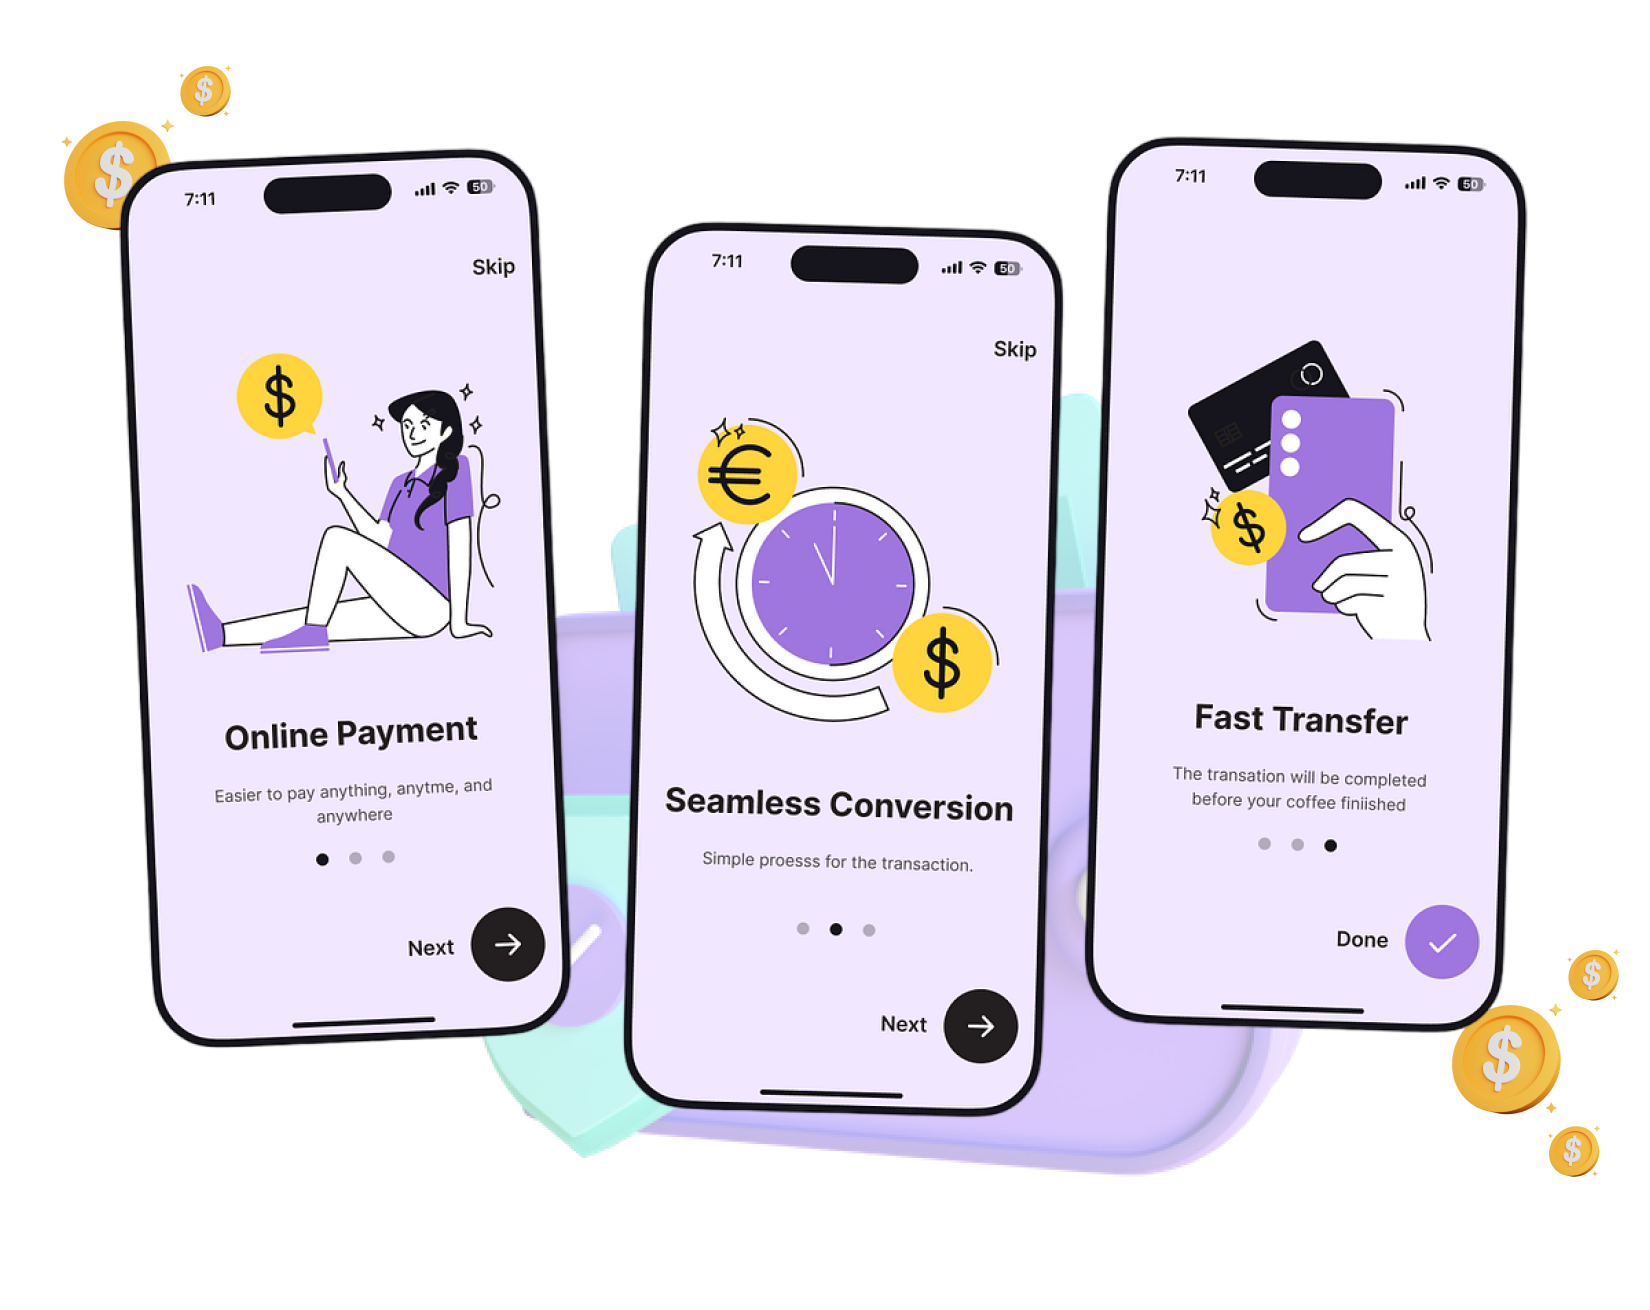 7:11
50
Skip
$
Online Payment
Easier to pay anything, anytme, and
anywhere
Next
7:11
50
Skip
€
$
Seamless Conversion
Simple proesss for the transaction.
Next
7:11
50
$
Fast Transfer
The transation will be completed
before your coffee finiished
Done
$
$
$
$
$